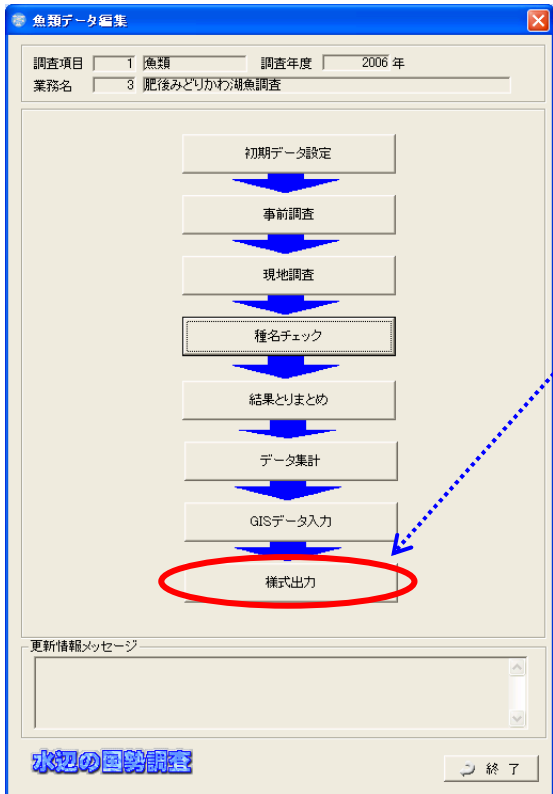 魚類データ編集
調査項目 1 魚類 調査年度 2006 年
業務名 3 肥後みどりかわ湖魚調査
初期データ設定
事前調査
現地調査
種名チェック
結果とりまとめ
データ集計
GISデータ入力
様式出力
更新情報メッセージ
水辺の国勢調査
終 了